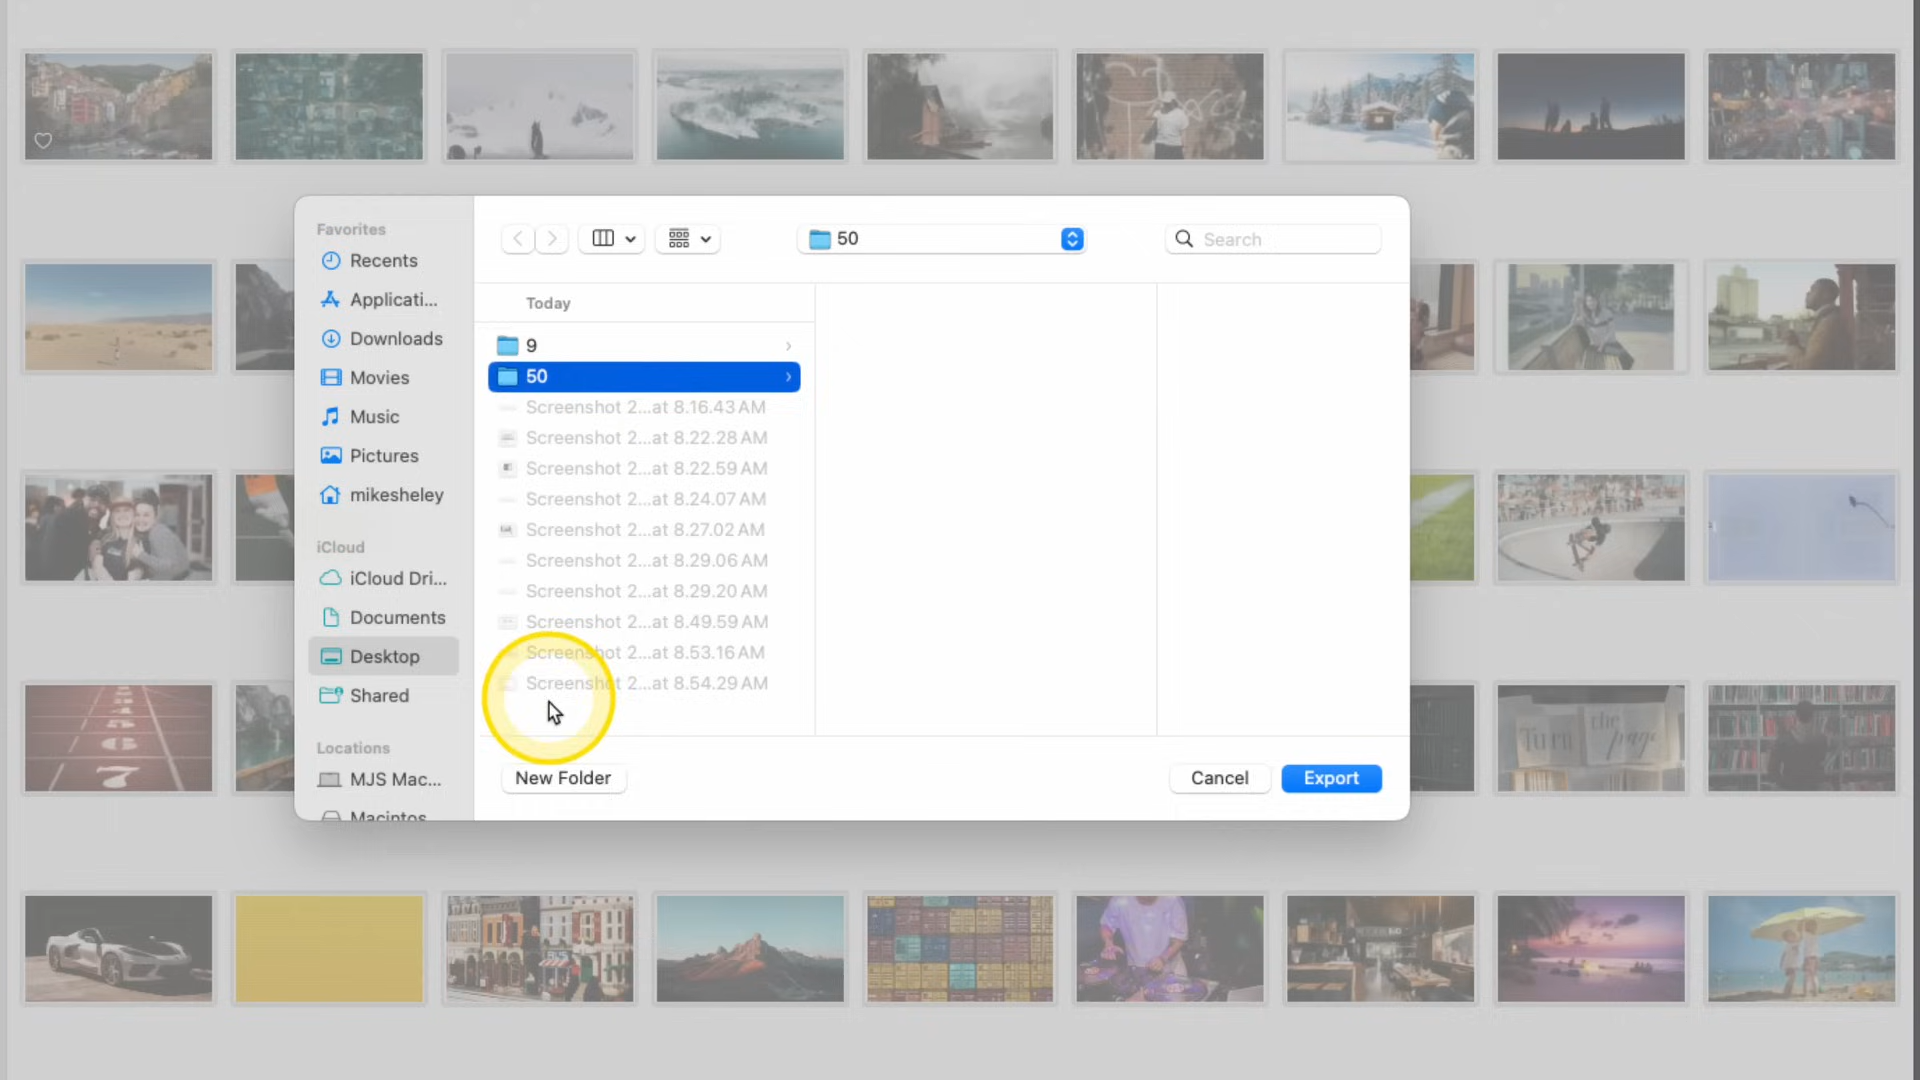 Favorites
Recents
Applicati...
Downloads
Movies
Music
Pictures
mikesheley
iCloud
iCloud Dri...
Documents
Desktop
Shared
Locations
MJS Mac...
Macintos
50
Search
Today
9
50
Screenshot 2...at 8.16.43 AM
Screenshot 2...at 8.22.28 AM
Screenshot 2...at 8.22.59 AM
Screenshot 2...at 8.24.07 AM
Screenshot 2...at 8.27.02 AM
Screenshot 2...at 8.29.06 AM
Screenshot 2...at 8.29.20 AM
Screenshot 2...at 8.49.59 AM
Screenshot 2...at 8.53.16 AM
Screenshot 2...at 8.54.29 AM
New Folder
Cancel
Export
Turn the page